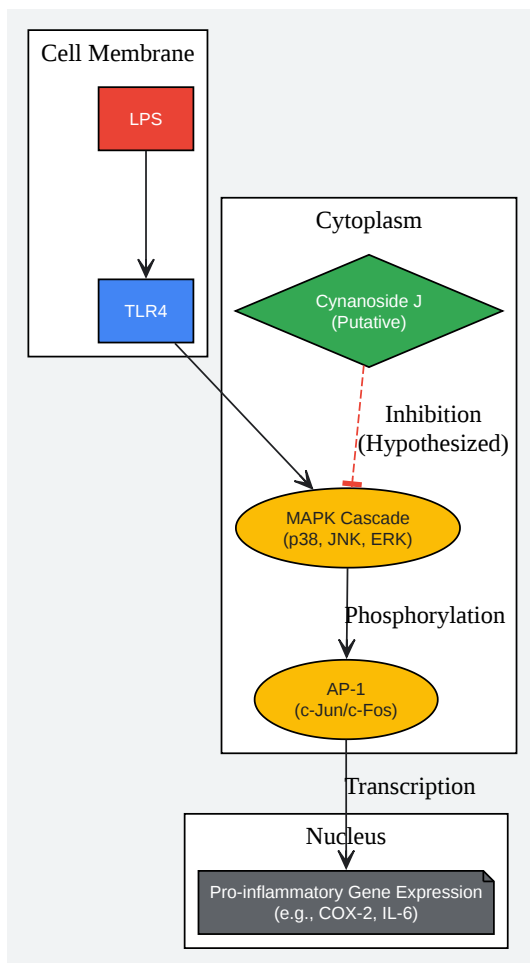 Cell Membrane
LPS
TLR4
Cytoplasm
Cynanoside J
(Putative)
Inhibition
(Hypothesized)
MAPK Cascade
(p38, JNK, ERK)
Phosphorylation
AP-1
(c-Jun/c-Fos)
Transcription
Nucleus
Pro-inflammatory Gene Expression
(e.g., COX-2, IL-6)